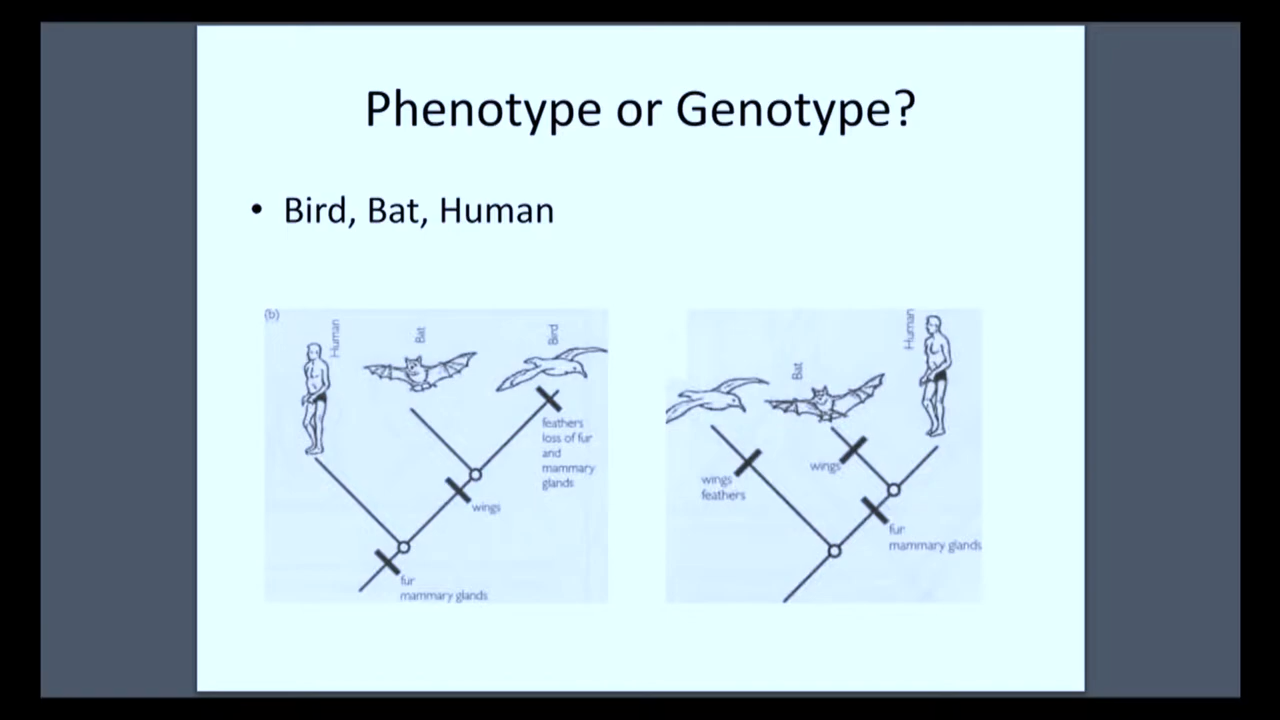 Phenotype or Genotype?
• Bird, Bat, Human
(b)
Human
Bat
Bird
feathers
loss of fur
and
mammary
glands
wings
fur
mammary glands
Human
Bat
wings
wings
feathers
fur
mammary glands